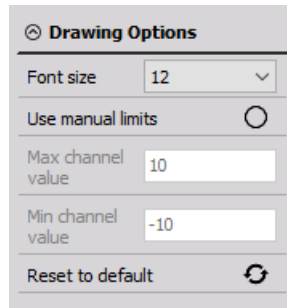 Drawing Options
Font size 12
Use manual limits
Max channel
value 10
Min channel
value -10
Reset to default